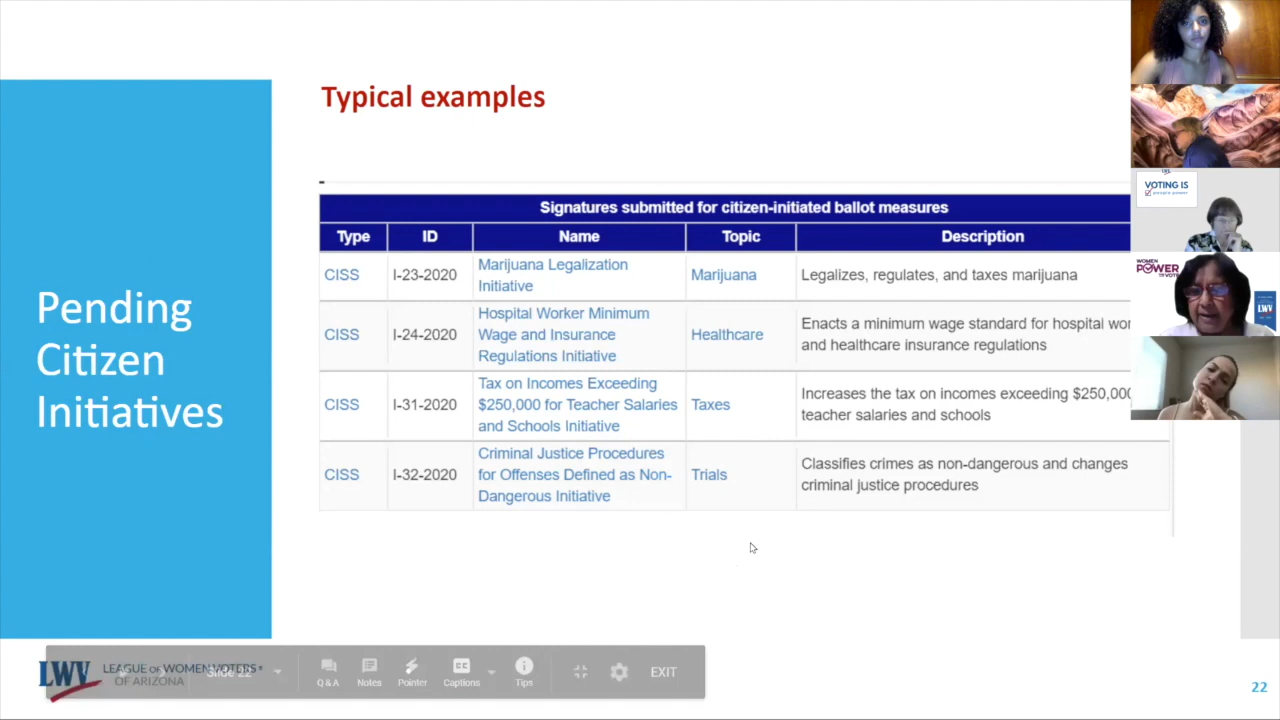 Typical examples
Pending
Citizen
Initiatives
Signatures submitted for citizen-initiated ballot measures
Type ID Name Topic Description
CISS I-23-2020 Marijuana Legalization Initiative Marijuana Legalizes, regulates, and taxes marijuana
CISS I-24-2020 Hospital Worker Minimum Wage and Insurance Regulations Initiative Healthcare Enacts a minimum wage standard for hospital wor and healthcare insurance regulations
CISS I-31-2020 Tax on Incomes Exceeding $250,000 for Teacher Salaries and Schools Initiative Taxes Increases the tax on incomes exceeding $250,000 teacher salaries and schools
CISS I-32-2020 Criminal Justice Procedures for Offenses Defined as Non-Dangerous Initiative Trials Classifies crimes as non-dangerous and changes criminal justice procedures
VOTING IS
WOMEN
POWER
VOTE
LWV
LWV LEAGUE OF WOMEN VOTERS®
OF ARIZONA
Slide 22
Q & A Notes Pointer Captions Tips EXIT
CC
22